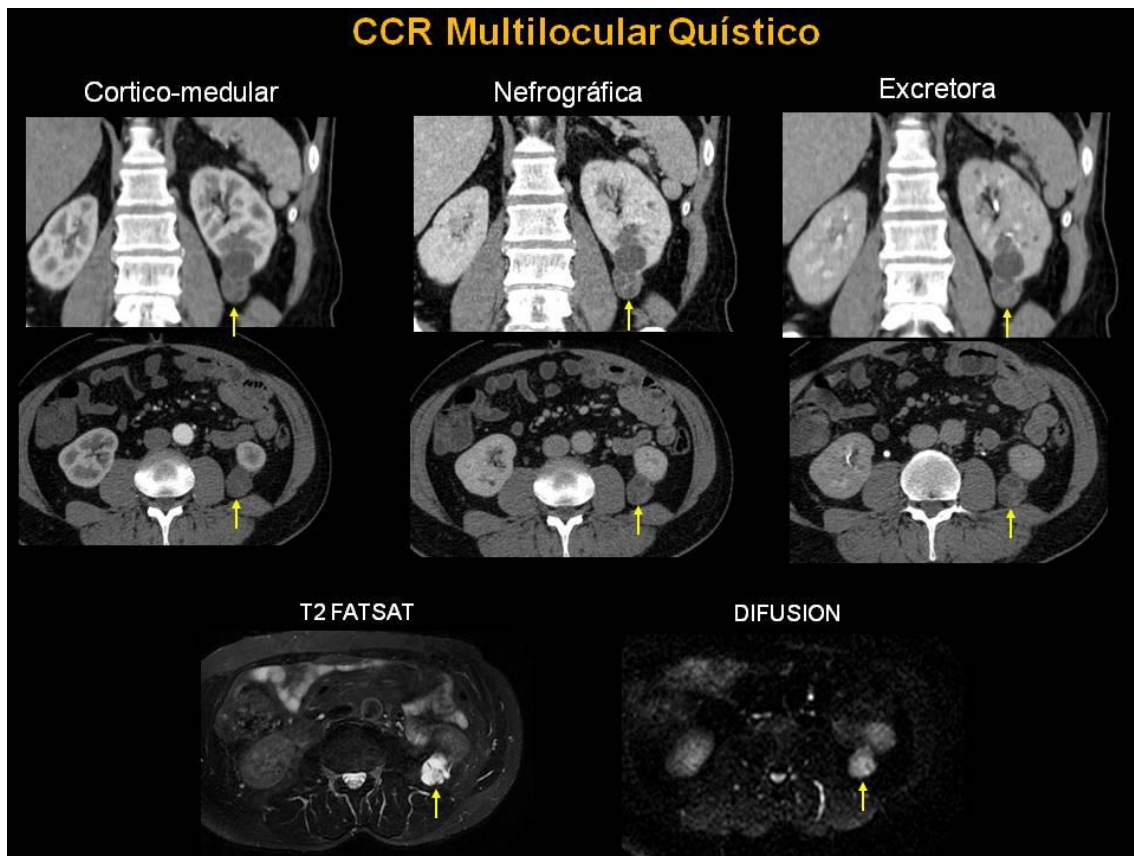 CCR Multilocular Quístico
Cortico-medular
Nefrográfica
Excretora
T2 FATSAT
DIFUSION